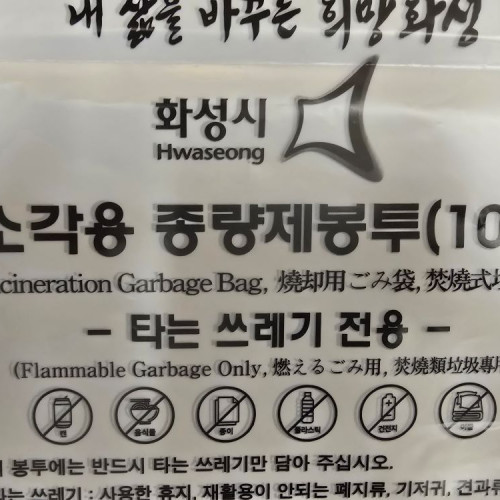 내 삶을 바꾸는 희망화성
화성시
Hwaseong
소각용 종량제봉투(10
cineration Garbage Bag, 燒却用ごみ袋, 焚燒式垃
- 타는 쓰레기 전용 -
(Flammable Garbage Only, 燃えるごみ用, 焚燒類垃圾專用
캔 음식물 종이 플라스틱 건전지
봉투에는 반드시 타는 쓰레기만 담아 주십시오.
타는 쓰레기 : 사용한 휴지, 재활용이 안되는 폐지류, 기저귀, 견과류